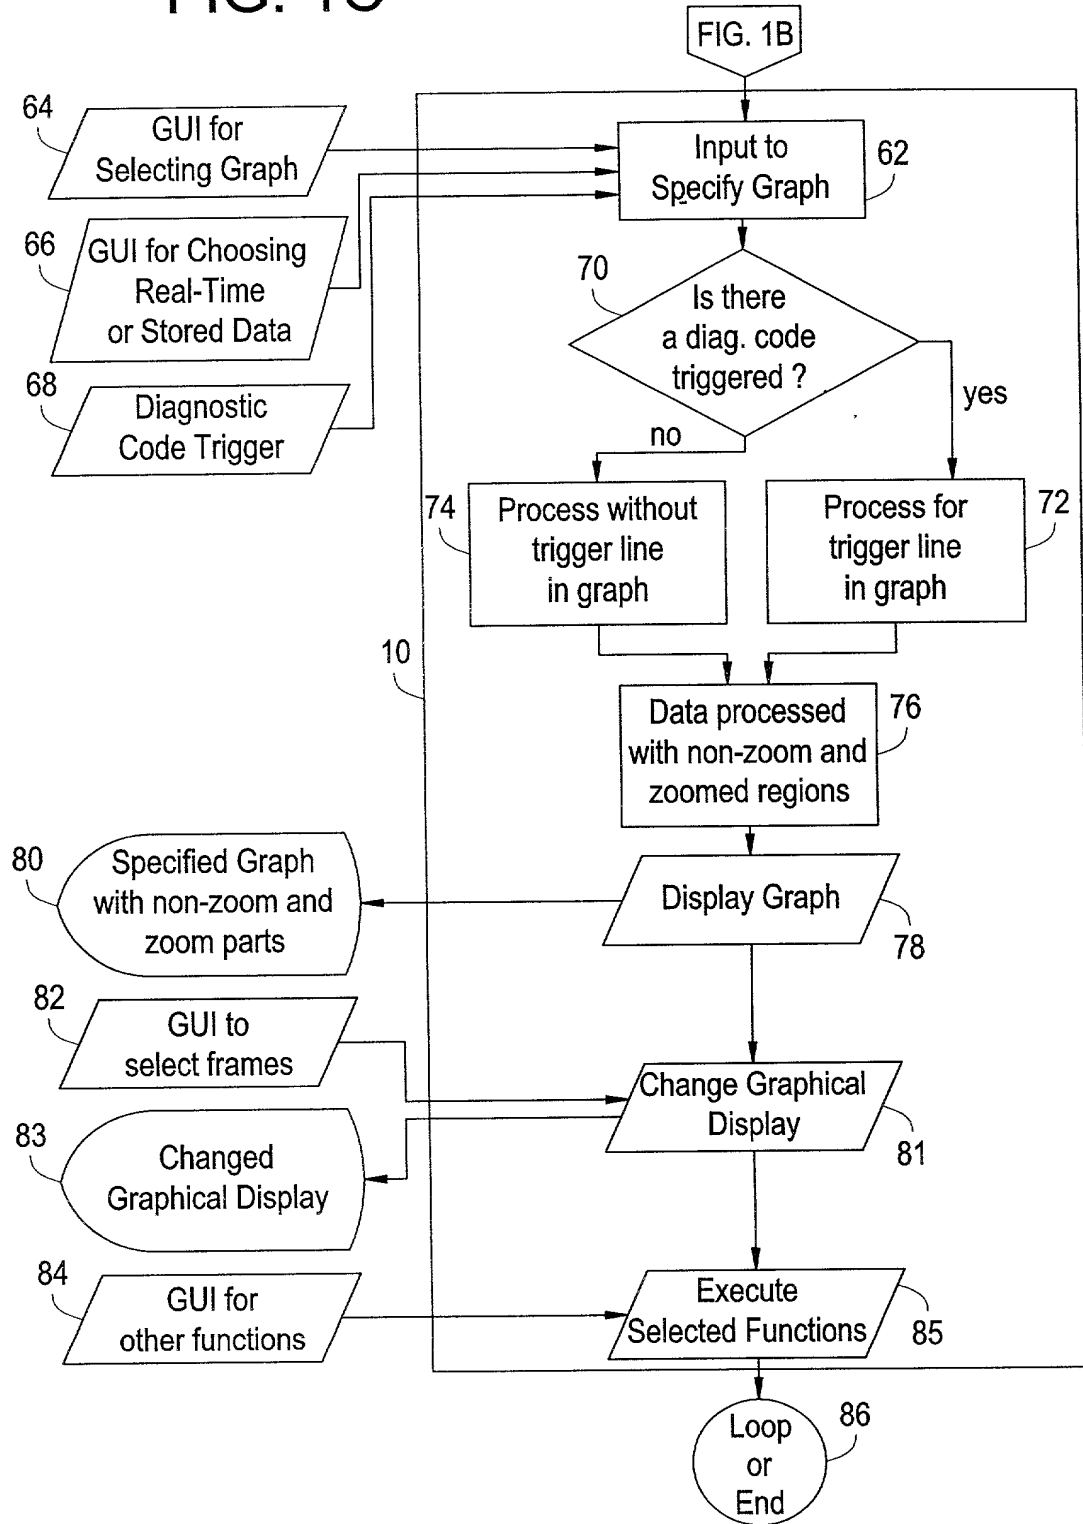 FIG. 1C
FIG. 1B
64
GUI for
Selecting Graph
Input to
Specify Graph
62
66
GUI for Choosing
Real-Time
or Stored Data
70
Is there
a diag. code
triggered ?
68
Diagnostic
Code Trigger
no
yes
74
Process without
trigger line
in graph
Process for
trigger line
in graph
72
10
Data processed
with non-zoom and
zoomed regions
76
80
Specified Graph
with non-zoom and
zoom parts
Display Graph
78
82
GUI to
select frames
Change Graphical
Display
81
83
Changed
Graphical Display
84
GUI for
other functions
Execute
Selected Functions
85
Loop
or
End
86